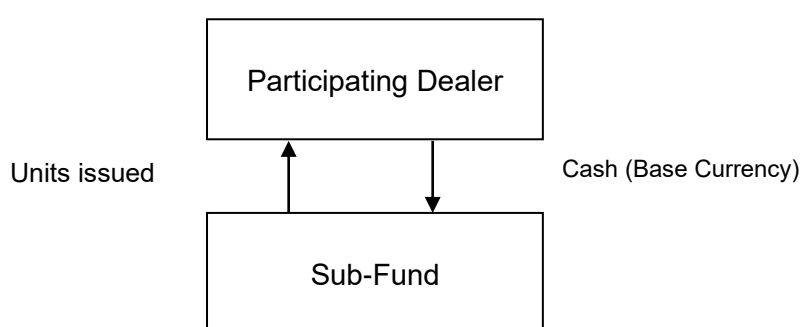 Participating Dealer
Units issued
Cash (Base Currency)
Sub-Fund